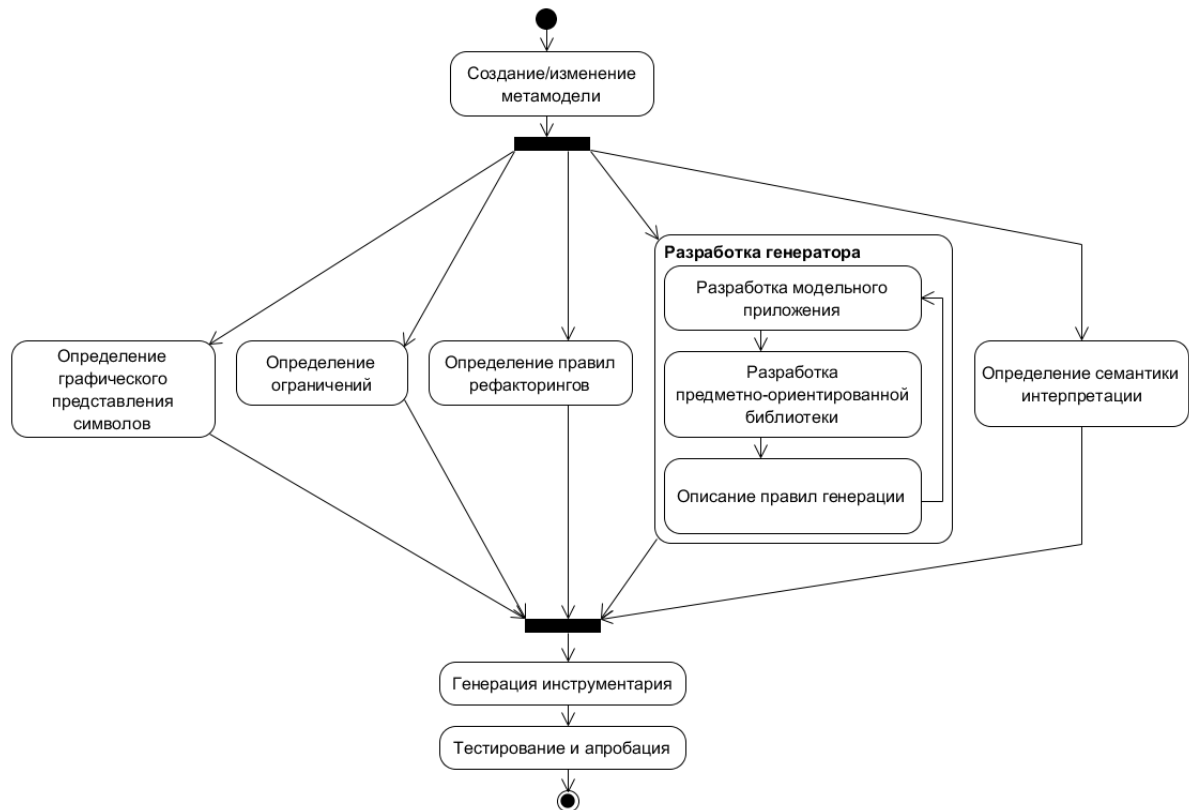 Создание/изменение
метамодели
Разработка генератора
Разработка модельного
приложения
Определение
графического
представления
символов
Определение
ограничений
Определение правил
рефакторингов
Разработка
предметно-ориентированной
библиотеки
Описание правил генерации
Определение семантики
интерпретации
Генерация инструментария
Тестирование и апробация